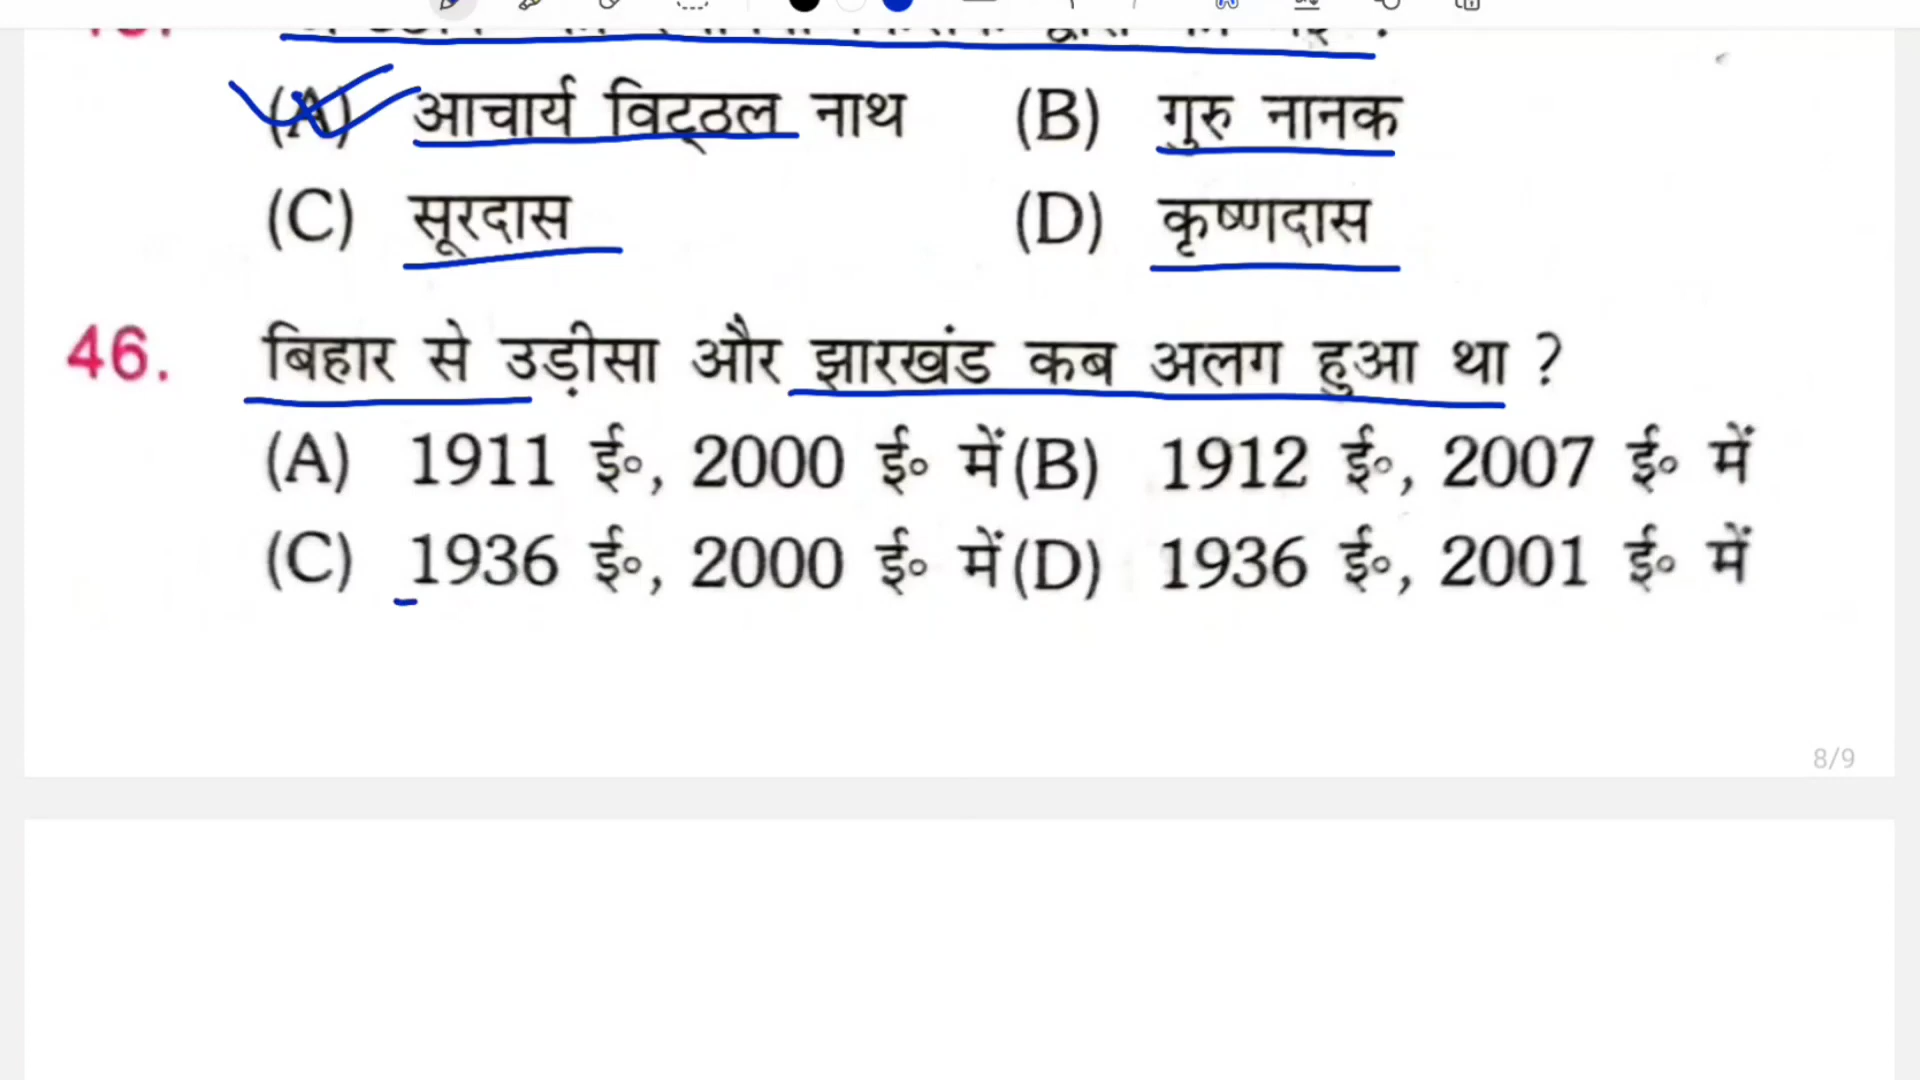 (A) आचार्य विट्ठल नाथ (B) गुरु नानक
(C) सूरदास (D) कृष्णदास
46. बिहार से उड़ीसा और झारखंड कब अलग हुआ था ?
(A) 1911 ई०, 2000 ई० में (B) 1912 ई०, 2007 ई० में
(C) 1936 ई०, 2000 ई० में (D) 1936 ई०, 2001 ई० में
8/9